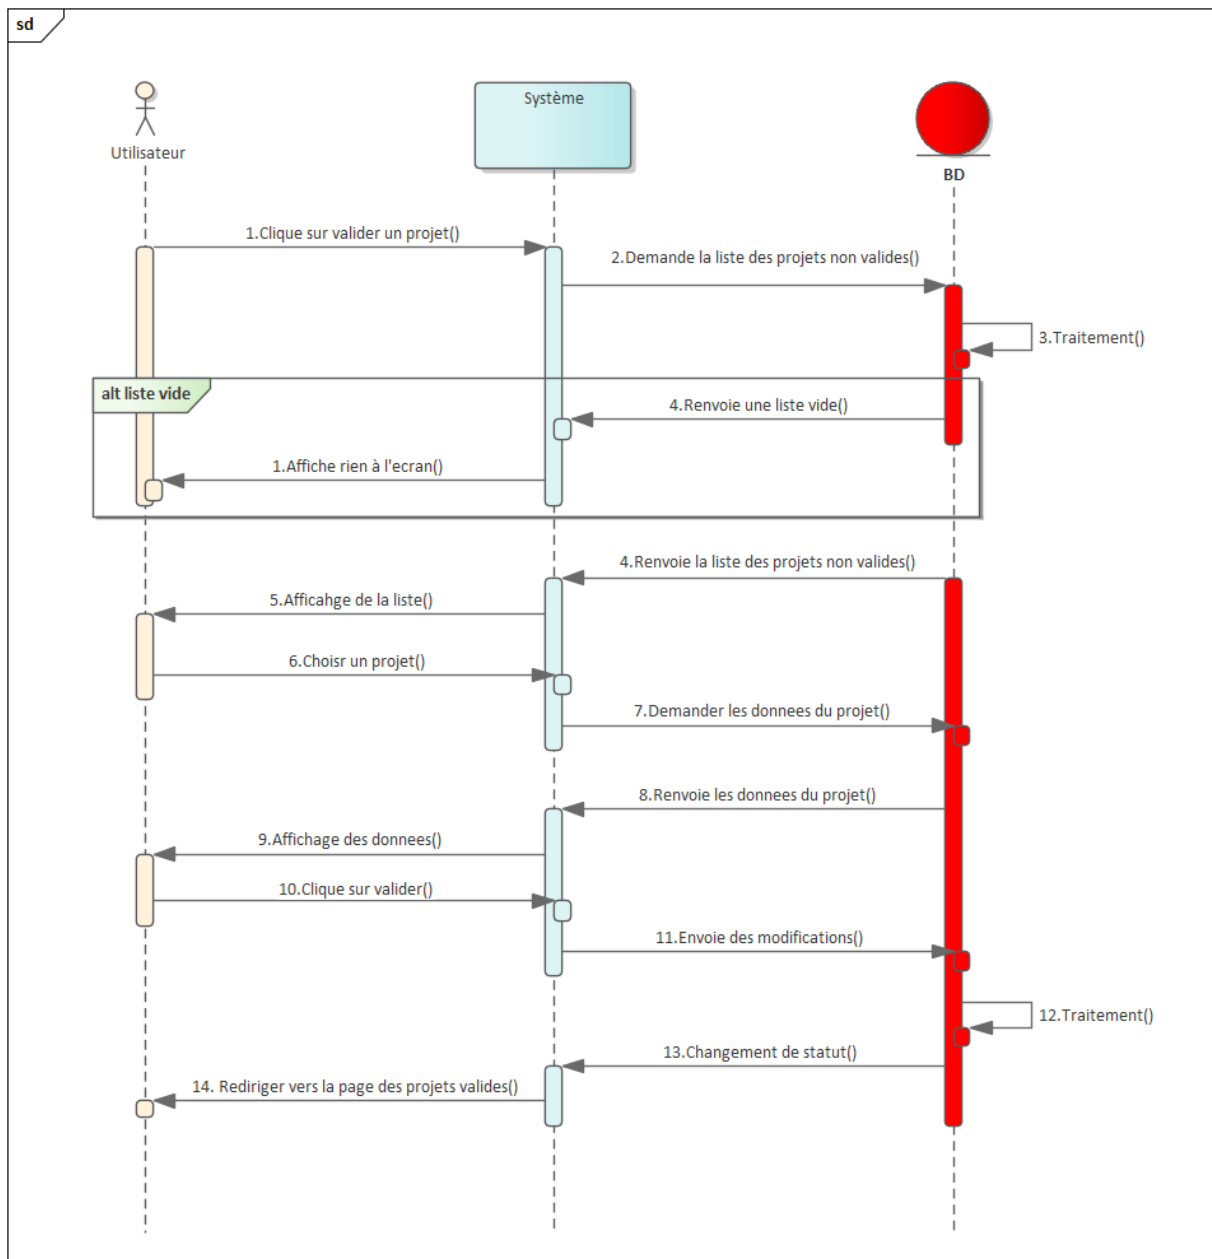 sd
Utilisateur
Système
BD
1.Clique sur valider un projet()
2.Demande la liste des projets non valides()
3.Traitement()
alt liste vide
4.Renvoie une liste vide()
1.Affiche rien à l'ecran()
4.Renvoie la liste des projets non valides()
5.Afficahge de la liste()
6.Choisr un projet()
7.Demander les donnees du projet()
8.Renvoie les donnees du projet()
9.Affichage des donnees()
10.Clique sur valider()
11.Envoie des modifications()
12.Traitement()
13.Changement de statut()
14. Rediriger vers la page des projets valides()